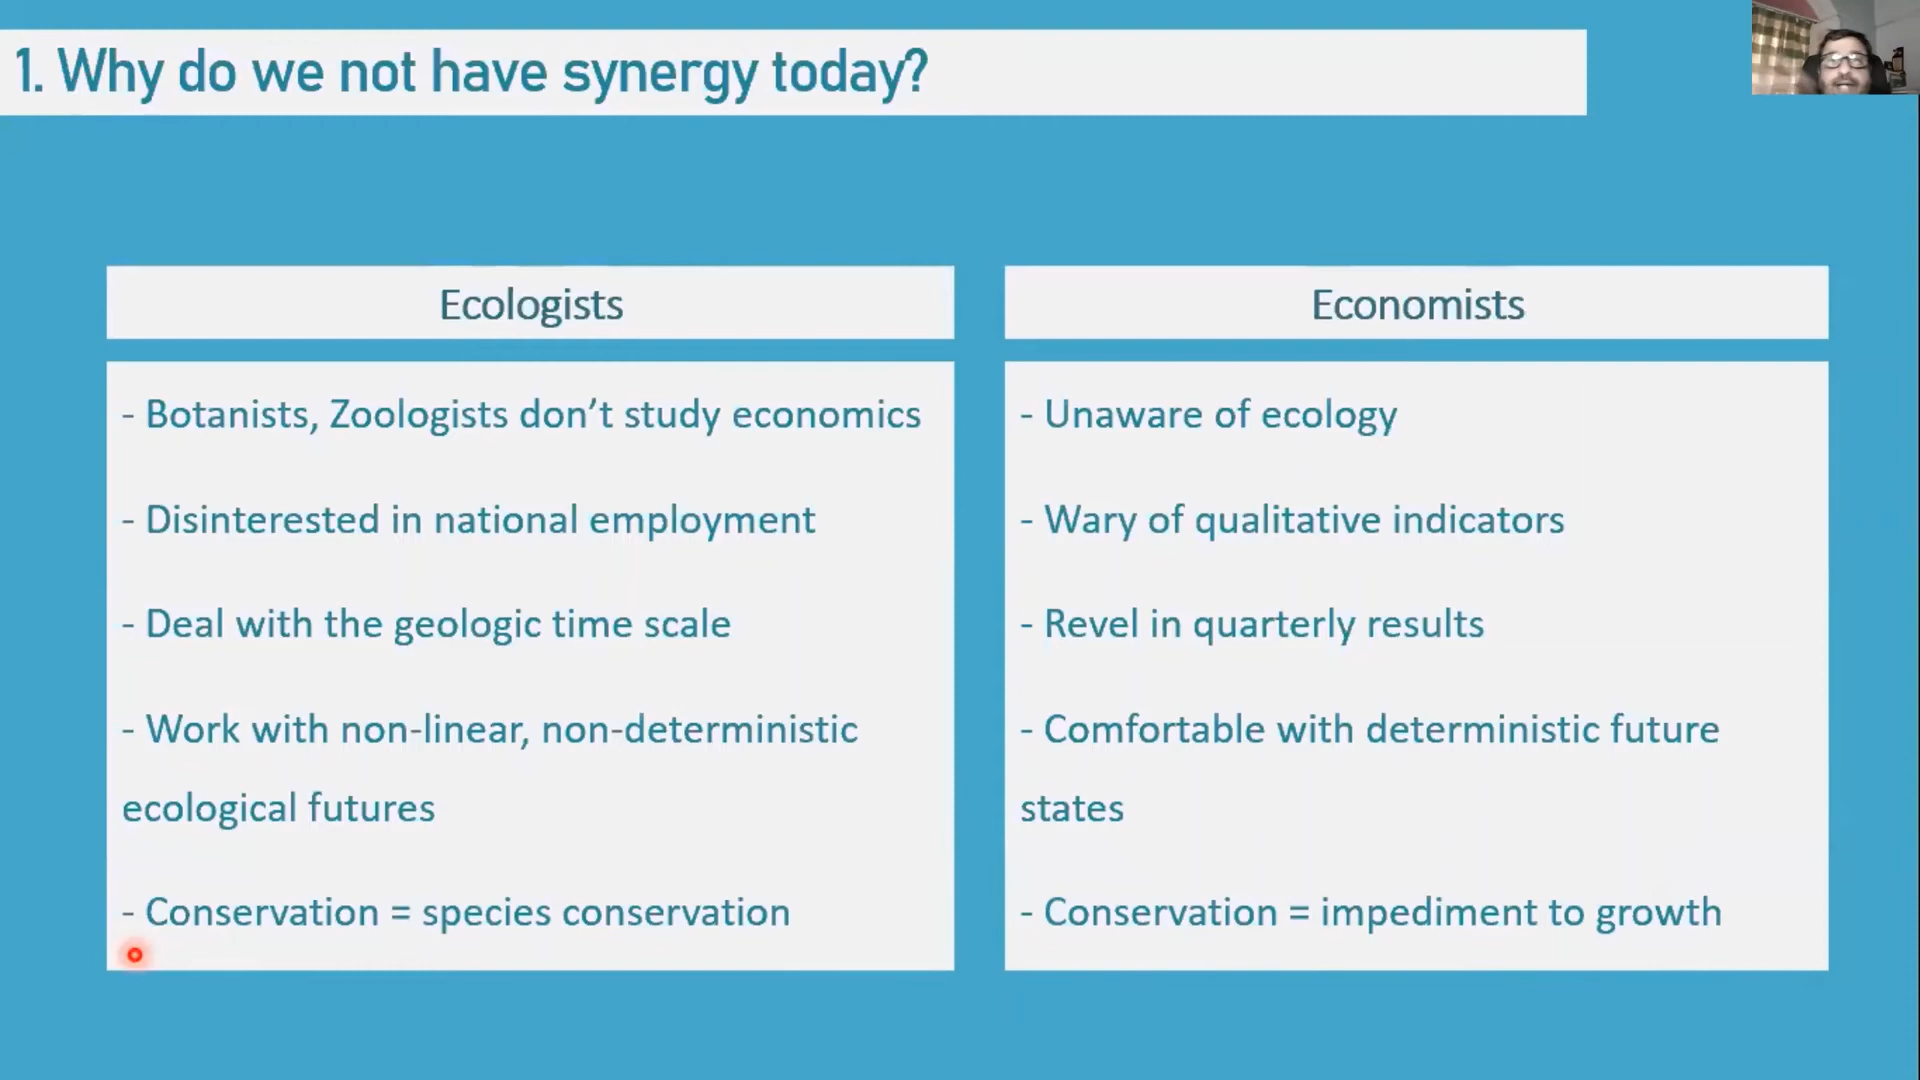 1. Why do we not have synergy today?
Ecologists
- Botanists, Zoologists don’t study economics
- Disinterested in national employment
- Deal with the geologic time scale
- Work with non-linear, non-deterministic
ecological futures
- Conservation = species conservation
Economists
- Unaware of ecology
- Wary of qualitative indicators
- Revel in quarterly results
- Comfortable with deterministic future
states
- Conservation = impediment to growth